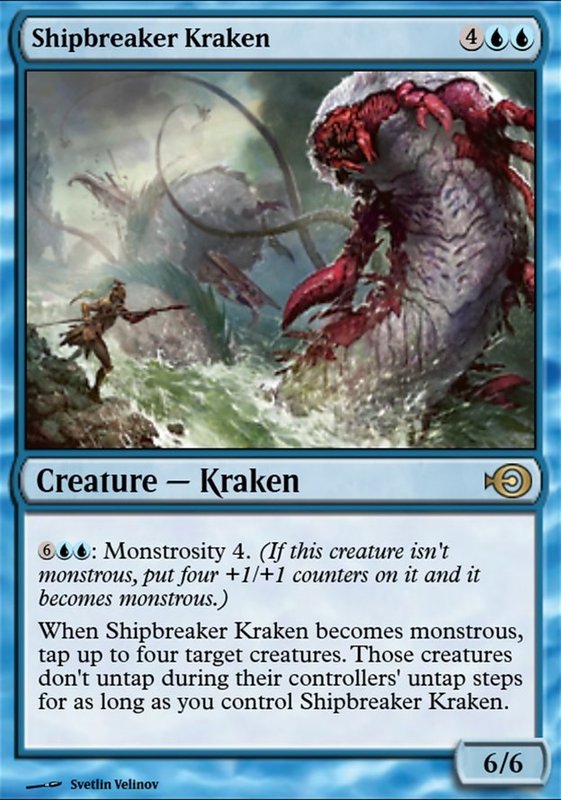 Shipbreaker Kraken 4
Creature — Kraken
6: Monstrosity 4. (If this creature isn't
monstrous, put four +1/+1 counters on it and it
becomes monstrous.)
When Shipbreaker Kraken becomes monstrous,
tap up to four target creatures. Those creatures
don't untap during their controllers' untap steps
for as long as you control Shipbreaker Kraken.
6/6
Svetlin Velinov